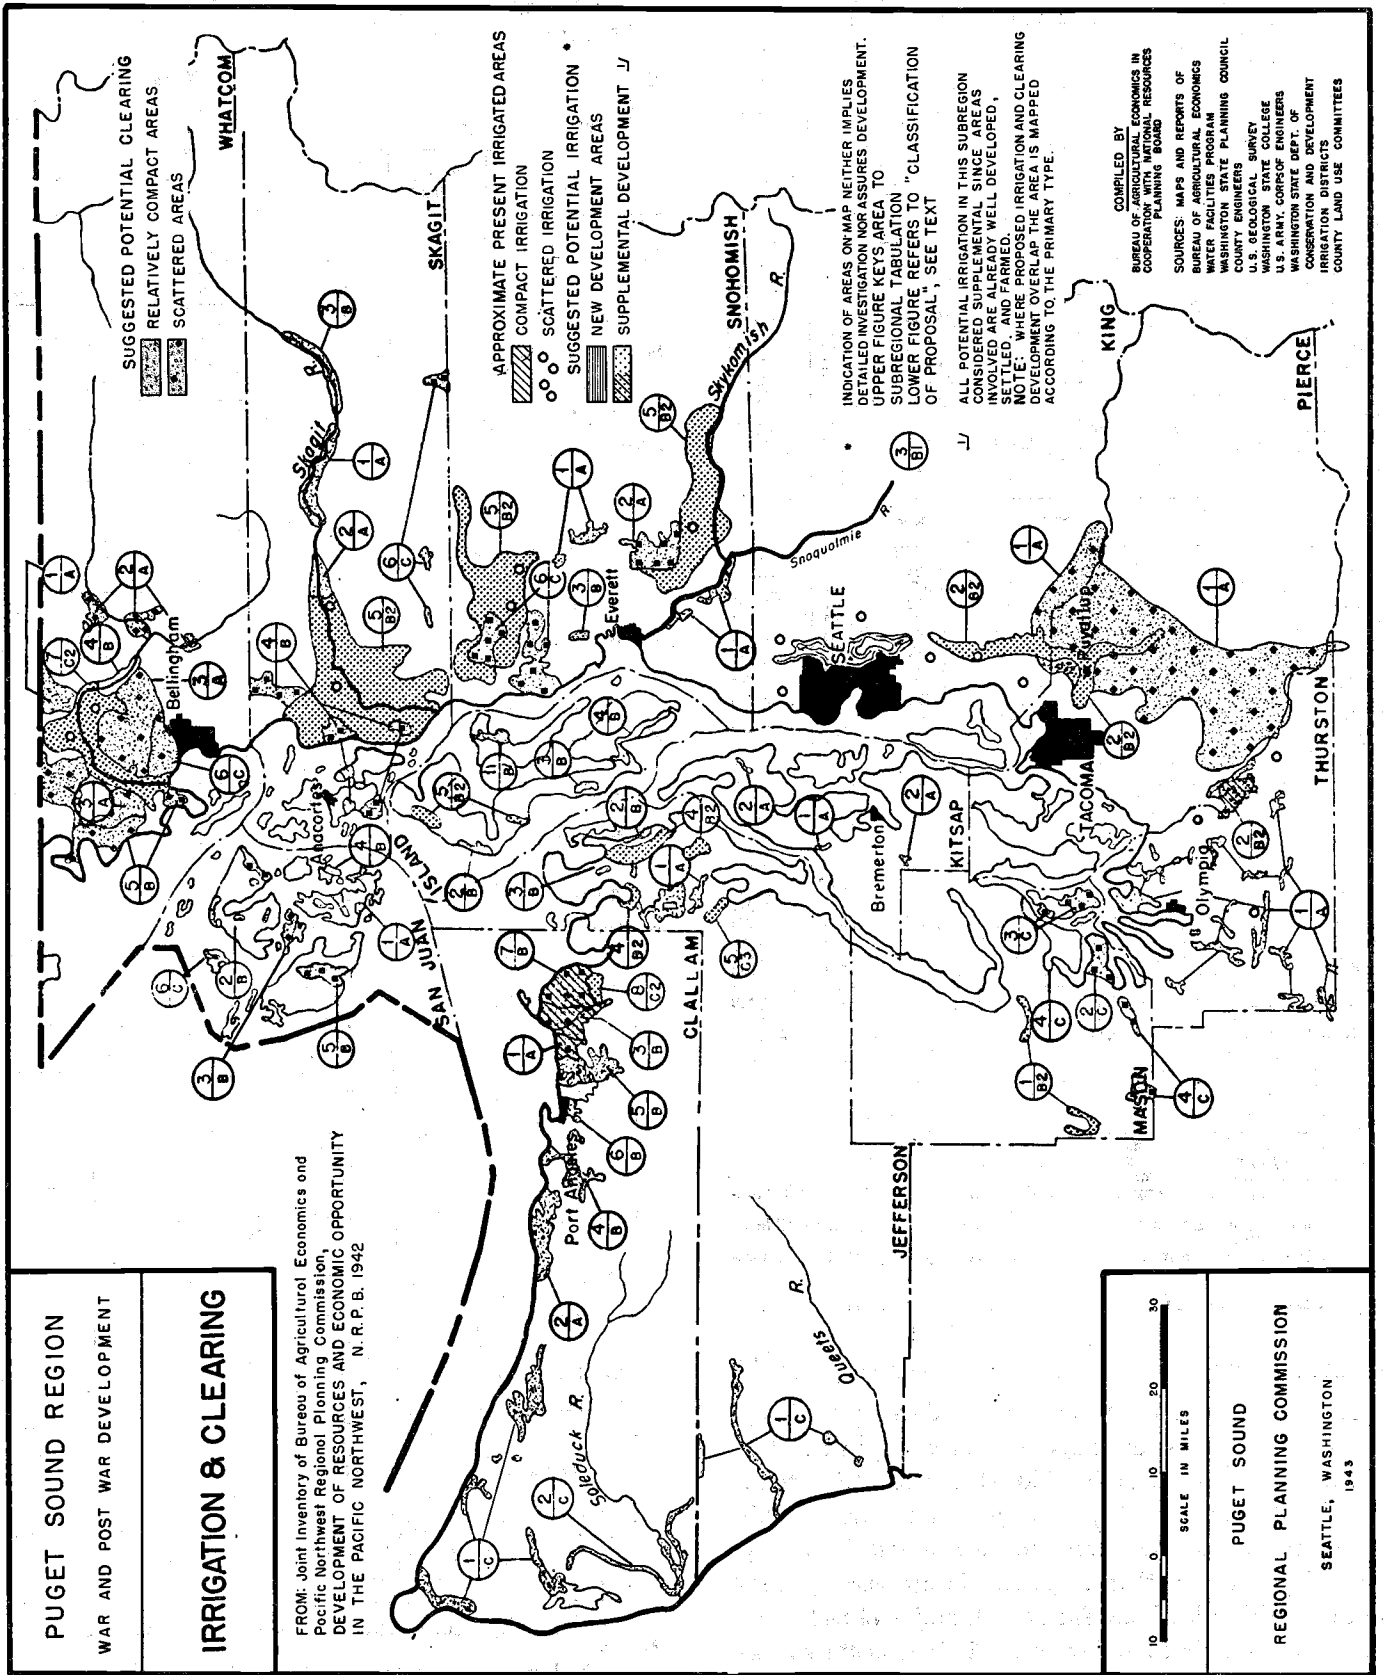 PUGET SOUND REGION
WAR AND POST WAR DEVELOPMENT
IRRIGATION & CLEARING
FROM: Joint Inventory of Bureau of Agricultural Economics and
Pacific Northwest Regional Planning Commission,
DEVELOPMENT OF RESOURCES AND ECONOMIC OPPORTUNITY
IN THE PACIFIC NORTHWEST, N. R. P. B. 1942
SUGGESTED POTENTIAL CLEARING
RELATIVELY COMPACT AREAS
SCATTERED AREAS
APPROXIMATE PRESENT IRRIGATED AREAS
COMPACT IRRIGATION
SCATTERED IRRIGATION
SUGGESTED POTENTIAL IRRIGATION *
NEW DEVELOPMENT AREAS
SUPPLEMENTAL DEVELOPMENT 1/
* INDICATION OF AREAS ON MAP NEITHER IMPLIES
DETAILED INVESTIGATION NOR ASSURES DEVELOPMENT.
UPPER FIGURE KEYS AREA TO
SUBREGIONAL TABULATION
LOWER FIGURE REFERS TO "CLASSIFICATION
OF PROPOSAL", SEE TEXT
1/ ALL POTENTIAL IRRIGATION IN THIS SUBREGION
CONSIDERED SUPPLEMENTAL SINCE AREAS
INVOLVED ARE ALREADY WELL DEVELOPED,
SETTLED, AND FARMED.
NOTE: WHERE PROPOSED IRRIGATION AND CLEARING
DEVELOPMENT OVERLAP THE AREA IS MAPPED
ACCORDING TO THE PRIMARY TYPE.
COMPILED BY
BUREAU OF AGRICULTURAL ECONOMICS IN
COOPERATION WITH NATIONAL RESOURCES
PLANNING BOARD
SOURCES: MAPS AND REPORTS OF
BUREAU OF AGRICULTURAL ECONOMICS
WATER FACILITIES PROGRAM
WASHINGTON STATE PLANNING COUNCIL
COUNTY ENGINEERS
U. S. GEOLOGICAL SURVEY
WASHINGTON STATE COLLEGE
U. S. ARMY, CORPS OF ENGINEERS
WASHINGTON STATE DEPT. OF
CONSERVATION AND DEVELOPMENT
IRRIGATION DISTRICTS
COUNTY LAND USE COMMITTEES
WHATCOM
SKAGIT
SNOHOMISH
KING
PIERCE
THURSTON
MASON
JEFFERSON
CLALLAM
KITSAP
SAN JUAN
ISLAND
Bellingham
Anacortes
Everett
SEATTLE
Bremerton
TACOMA
Puyallup
Olympia
Port Angeles
Skagit R.
Skykomish R.
Snoquolmie R.
Soleduck R.
Queets R.
10 0 10 20 30
SCALE IN MILES
PUGET SOUND
REGIONAL PLANNING COMMISSION
SEATTLE, WASHINGTON
1943